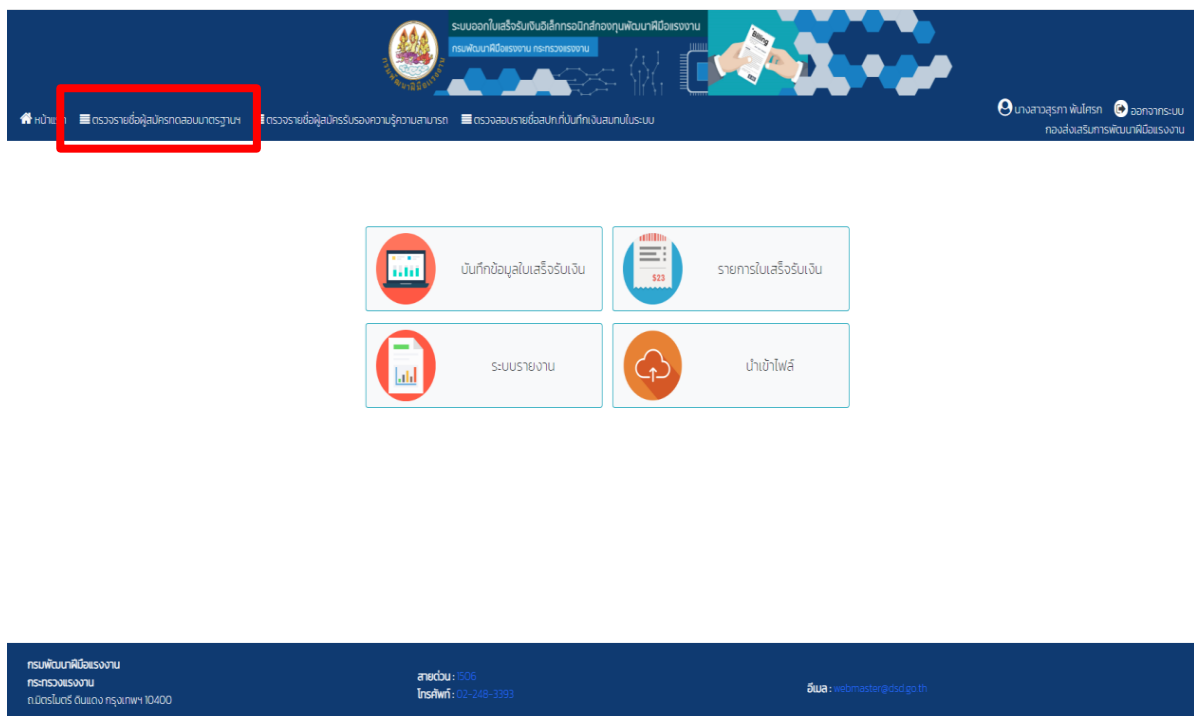 ระบบออกใบเสร็จรับเงินอิเล็กทรอนิกส์กองทุนพัฒนาฝีมือแรงงาน
กรมพัฒนาฝีมือแรงงาน กระทรวงแรงงาน
Billing
หน้าแรก ตรวจรายชื่อผู้สมัครทดสอบมาตรฐานฯ ตรวจรายชื่อผู้สมัครรับรองความรู้ความสามารถ ตรวจสอบรายชื่อสปก.ที่บันทึกเงินสมทบในระบบ
นางสาวสุรภา พันโครก ออกจากระบบ
กองส่งเสริมการพัฒนาฝีมือแรงงาน
บันทึกข้อมูลใบเสร็จรับเงิน
$23
รายการใบเสร็จรับเงิน
ระบบรายงาน
นำเข้าไฟล์
กรมพัฒนาฝีมือแรงงาน
กระทรวงแรงงาน
ถ.มิตรไมตรี ดินแดง กรุงเทพฯ 10400
สายด่วน : 1506
โทรศัพท์ : 02-248-3393
อีเมล : webmaster@dsd.go.th